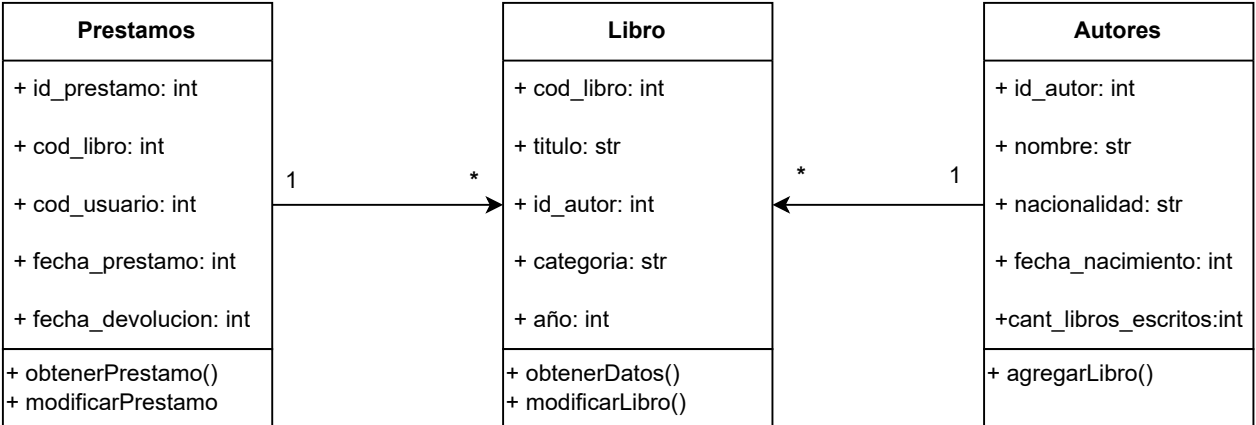 Prestamos
+ id_prestamo: int
+ cod_libro: int
+ cod_usuario: int
+ fecha_prestamo: int
+ fecha_devolucion: int
+ obtenerPrestamo()
+ modificarPrestamo
1
*
Libro
+ cod_libro: int
+ titulo: str
+ id_autor: int
+ categoria: str
+ año: int
+ obtenerDatos()
+ modificarLibro()
*
1
Autores
+ id_autor: int
+ nombre: str
+ nacionalidad: str
+ fecha_nacimiento: int
+cant_libros_escritos:int
+ agregarLibro()